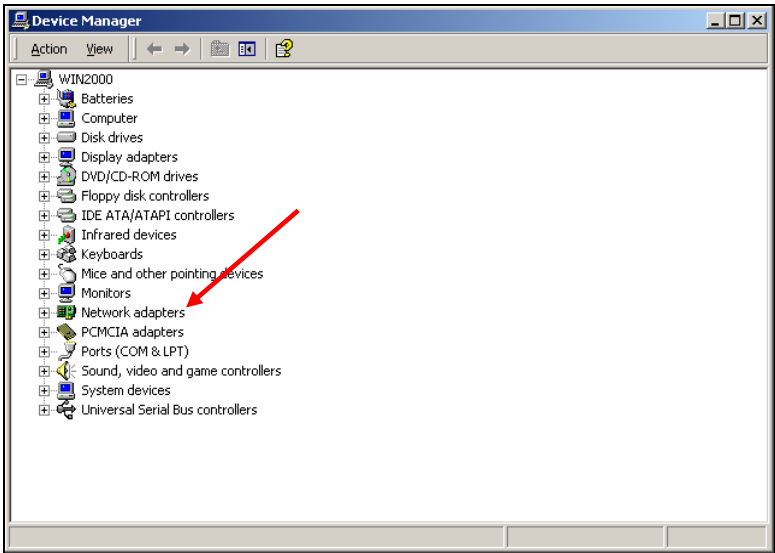 Device Manager
Action View
WIN2000
Batteries
Computer
Disk drives
Display adapters
DVD/CD-ROM drives
Floppy disk controllers
IDE ATA/ATAPI controllers
Infrared devices
Keyboards
Mice and other pointing devices
Monitors
Network adapters
PCMCIA adapters
Ports (COM & LPT)
Sound, video and game controllers
System devices
Universal Serial Bus controllers